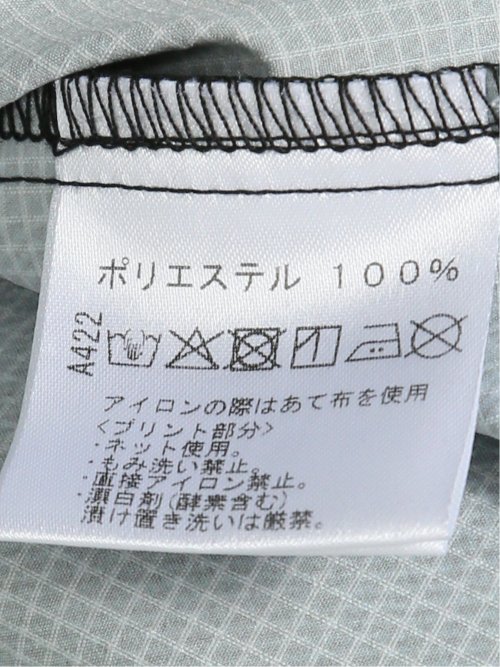 ポリエステル 100%
A422
アイロンの際はあて布を使用
<プリント部分>
・ネット使用。
・もみ洗い禁止。
・直接アイロン禁止。
・漂白剤(酵素含む)
漬け置き洗いは厳禁。